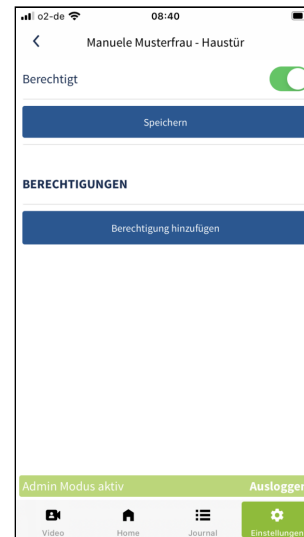 o2-de 08:40
Manuele Musterfrau - Haustür
Berechtigt
Speichern
BERECHTIGUNGEN
Berechtigung hinzufügen
Admin Modus aktiv Ausloggen
Video Home Journal Einstellungen